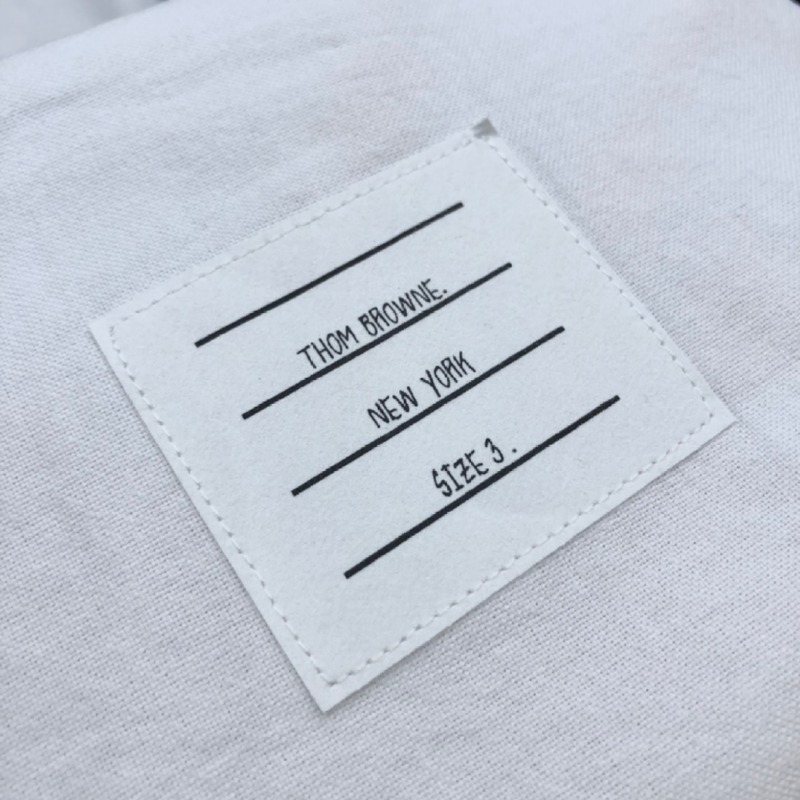 THOM BROWNE.
NEW YORK
SIZE 3.